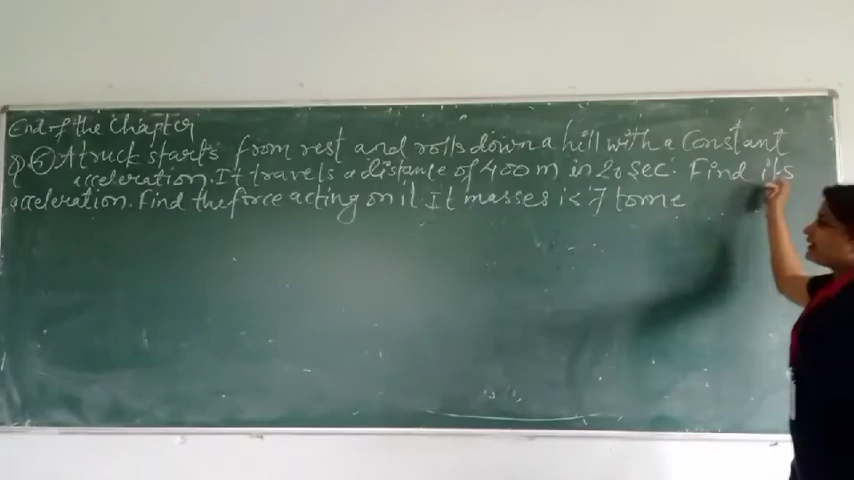 End of the chapter
Q 5 A truck starts from rest and rolls down a hill with a Constant
acceleration. It travels a distance of 400 m in 20 sec. Find its
acceleration. Find the force acting on it. It masses is 7 tonne